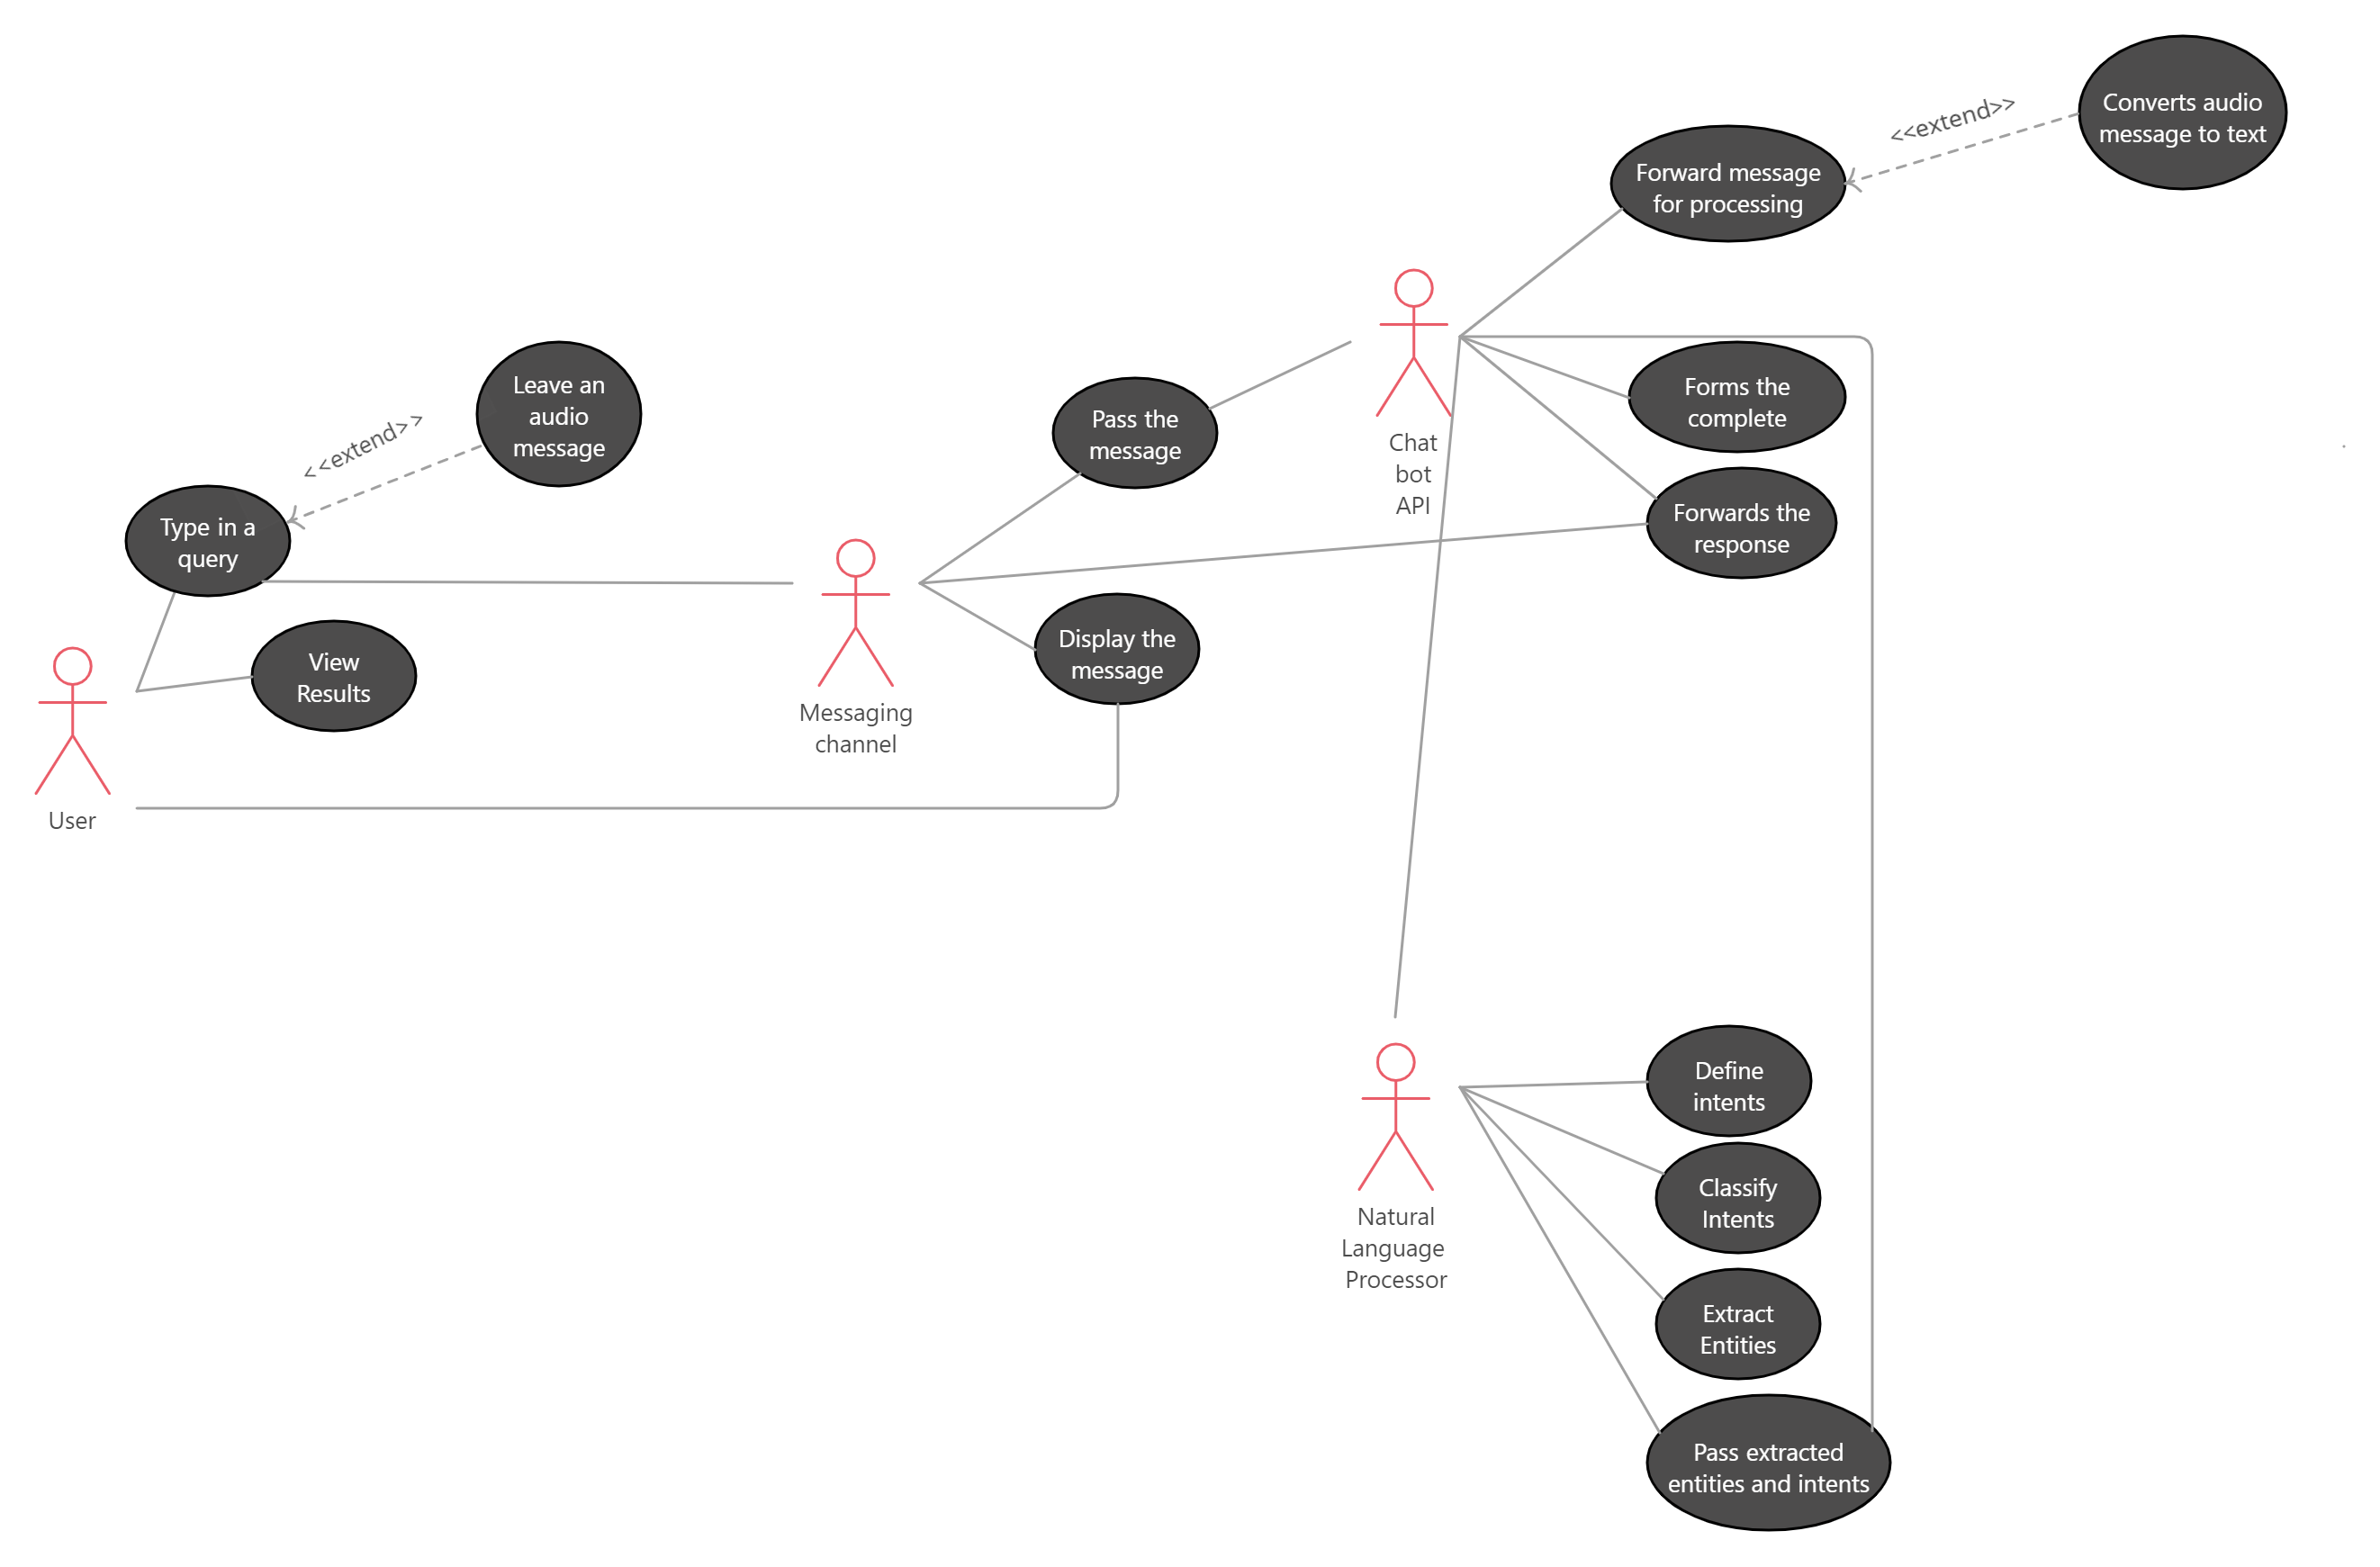 Converts audio
message to text
<<extend>>
Forward message
for processing
Chat
bot
API
Forms the
complete
Forwards the
response
Pass the
message
Leave an
audio
message
<<extend>>
Type in a
query
View
Results
User
Messaging
channel
Display the
message
Natural
Language
Processor
Define
intents
Classify
Intents
Extract
Entities
Pass extracted
entities and intents